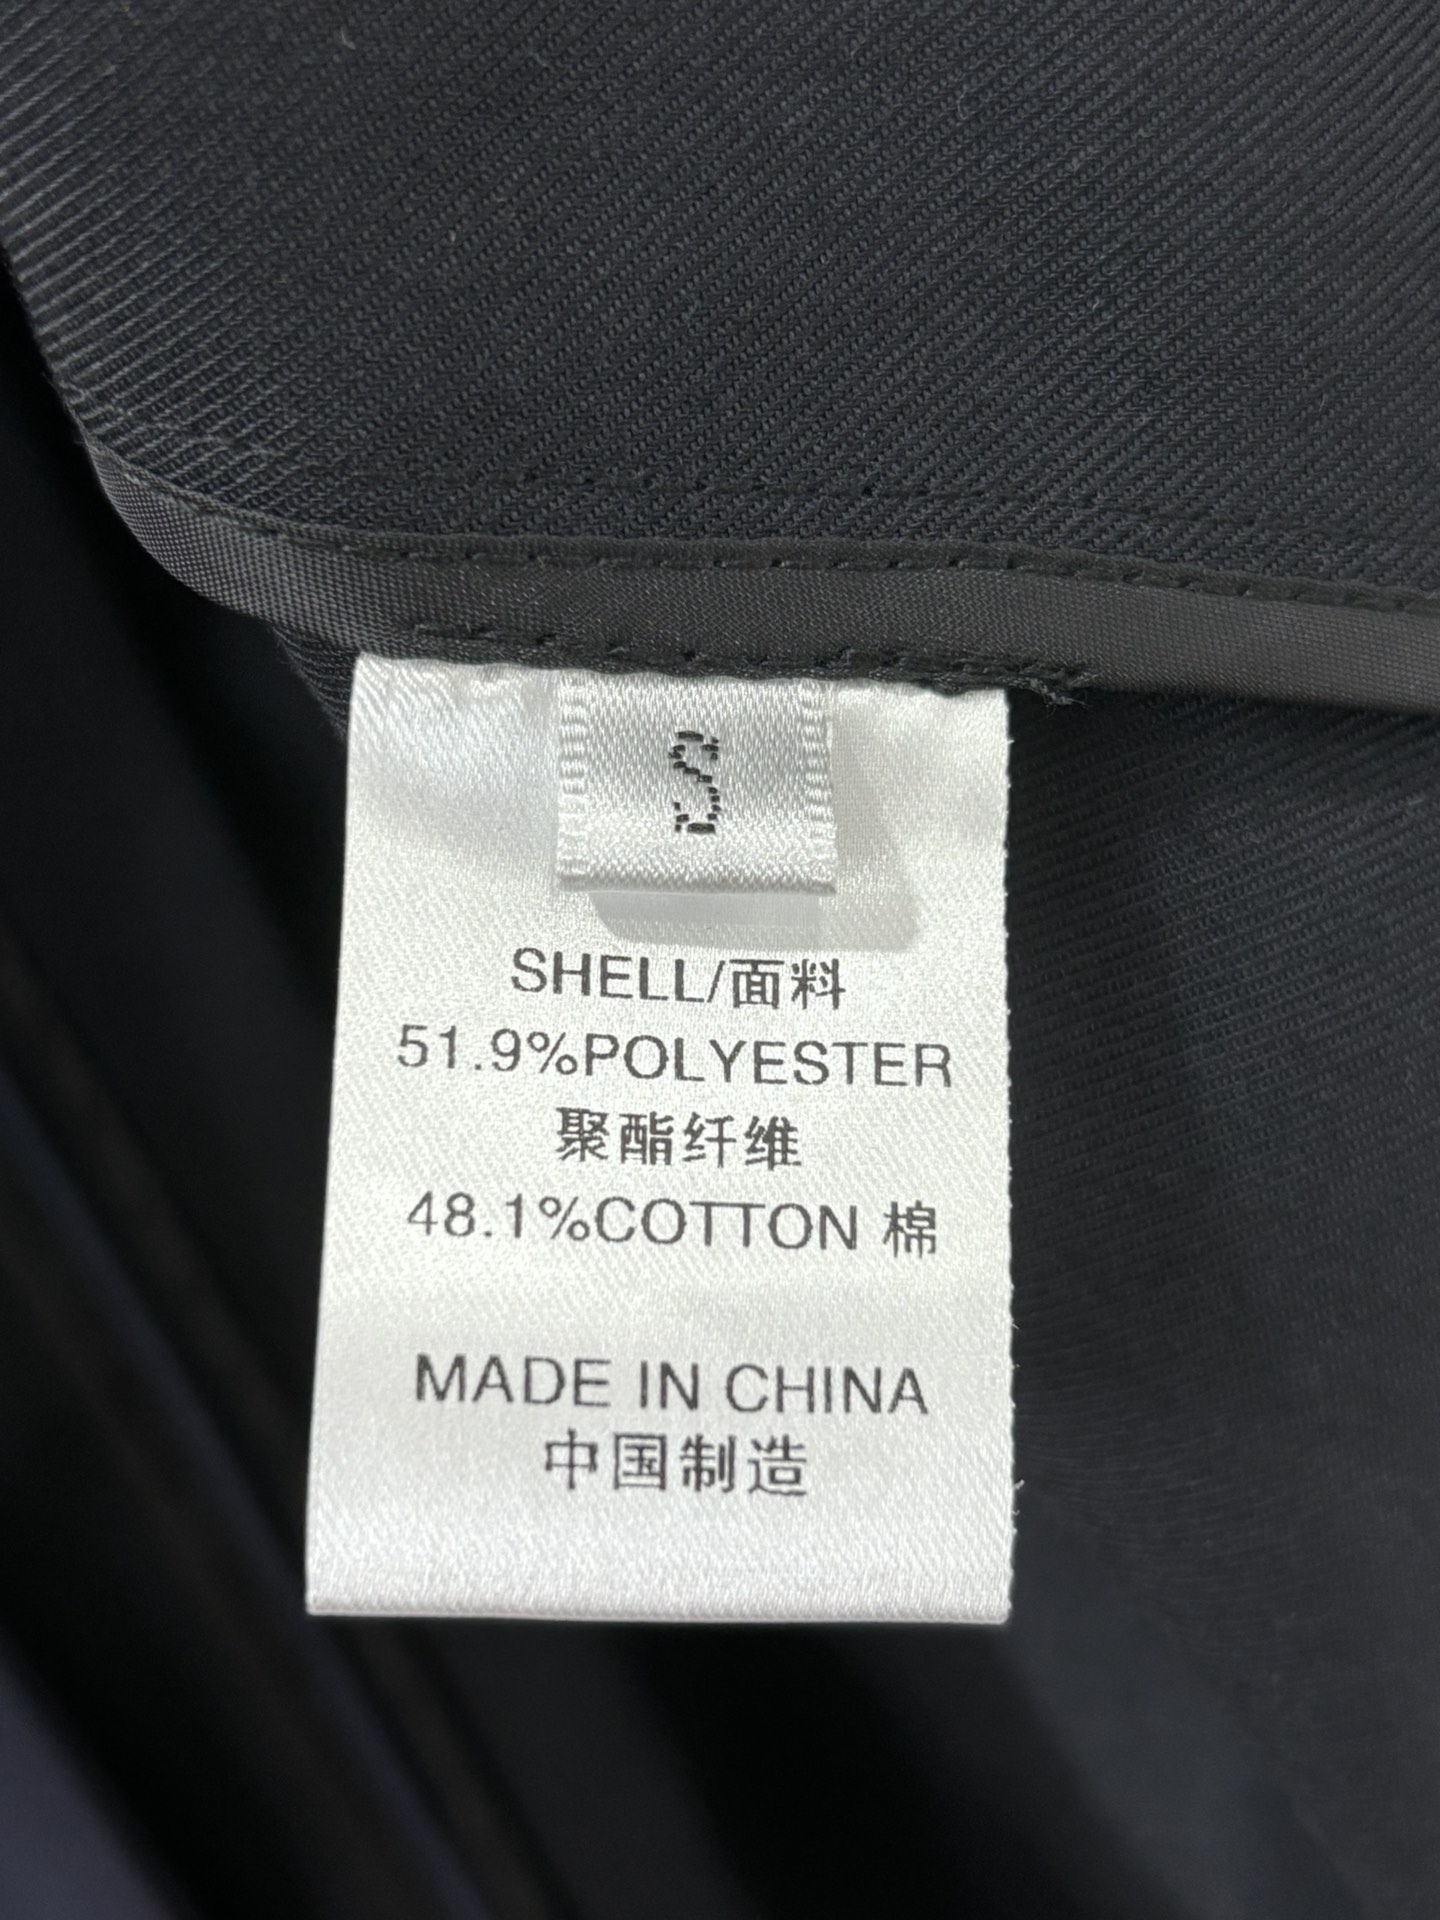 S
SHELL/面料
51.9%POLYESTER
聚酯纤维
48.1%COTTON 棉
MADE IN CHINA
中国制造